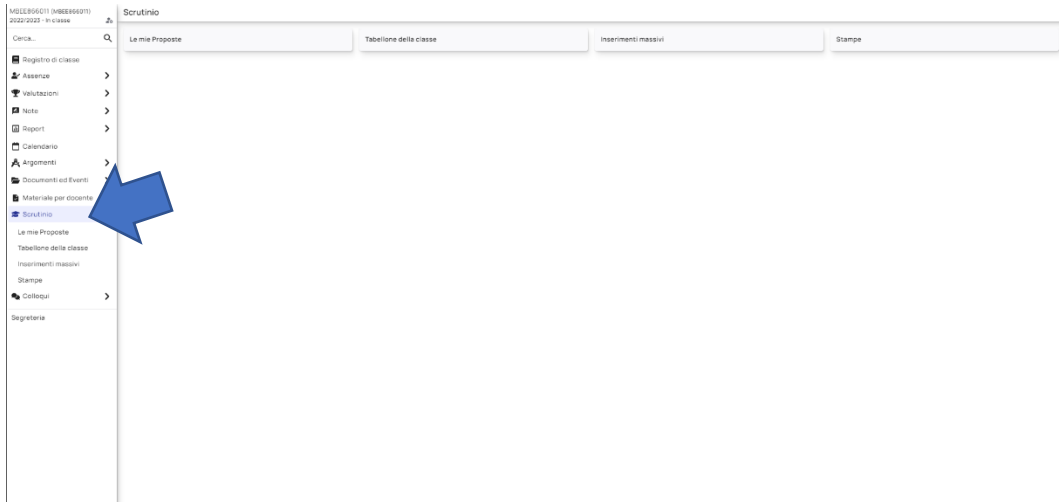 MBEE866011 (MBEE866011)
2022/2023 - In classe
Cerca...
Registro di classe
Assenze
Valutazioni
Note
Report
Calendario
Argomenti
Documenti ed Eventi
Materiale per docente
Scrutinio
Le mie Proposte
Tabellone della classe
Inserimenti massivi
Stampe
Colloqui
Segreteria
Scrutinio
Le mie Proposte
Tabellone della classe
Inserimenti massivi
Stampe